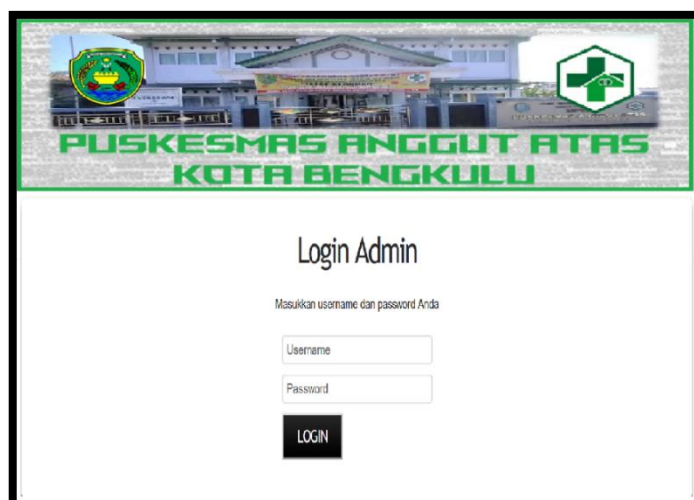 PUSKESMAS ANGGUT ATAS
KOTA BENGKULU
Login Admin
Masukkan username dan password Anda
Username
Password
LOGIN